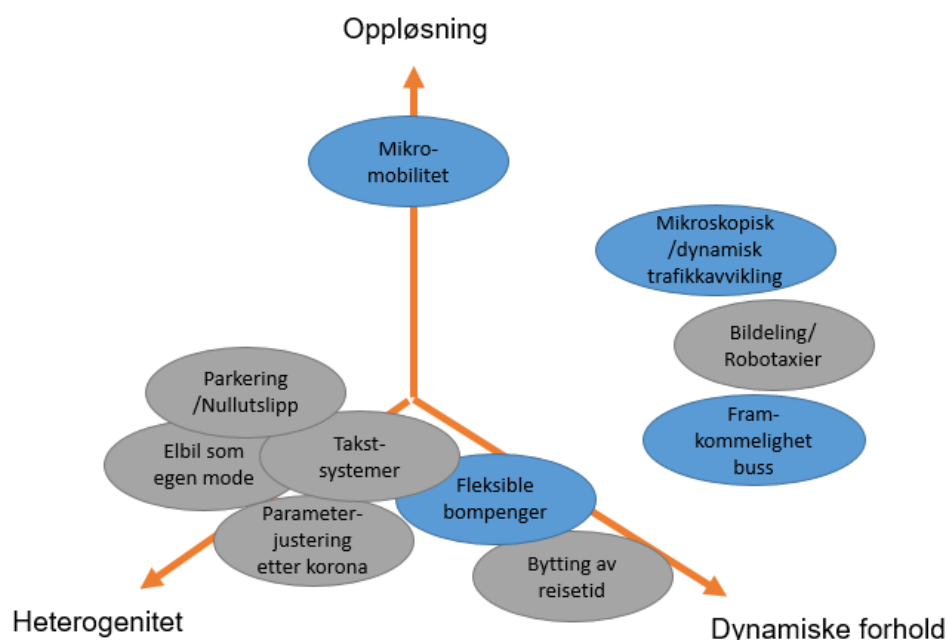 Oppløsning
Mikro-
mobilitet
Mikroskopisk
/dynamisk
trafikkavvikling
Bildeling/
Robotaxier
Fram-
kommelighet
buss
Parkering
/Nullutslipp
Elbil som
egen mode
Takst-
systemer
Fleksible
bompenger
Parameter-
justering
etter korona
Bytting av
reisetid
Heterogenitet
Dynamiske forhold